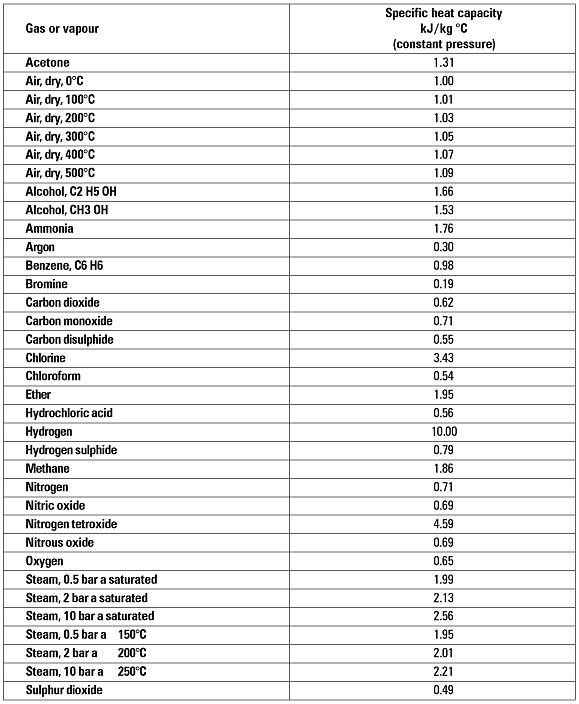 Gas or vapour Specific heat capacity
kJ/kg °C
(constant pressure)
Acetone 1.31
Air, dry, 0°C 1.00
Air, dry, 100°C 1.01
Air, dry, 200°C 1.03
Air, dry, 300°C 1.05
Air, dry, 400°C 1.07
Air, dry, 500°C 1.09
Alcohol, C2 H5 OH 1.66
Alcohol, CH3 OH 1.53
Ammonia 1.76
Argon 0.30
Benzene, C6 H6 0.98
Bromine 0.19
Carbon dioxide 0.62
Carbon monoxide 0.71
Carbon disulphide 0.55
Chlorine 3.43
Chloroform 0.54
Ether 1.95
Hydrochloric acid 0.56
Hydrogen 10.00
Hydrogen sulphide 0.79
Methane 1.86
Nitrogen 0.71
Nitric oxide 0.69
Nitrogen tetroxide 4.59
Nitrous oxide 0.69
Oxygen 0.65
Steam, 0.5 bar a saturated 1.99
Steam, 2 bar a saturated 2.13
Steam, 10 bar a saturated 2.56
Steam, 0.5 bar a 150°C 1.95
Steam, 2 bar a 200°C 2.01
Steam, 10 bar a 250°C 2.21
Sulphur dioxide 0.49